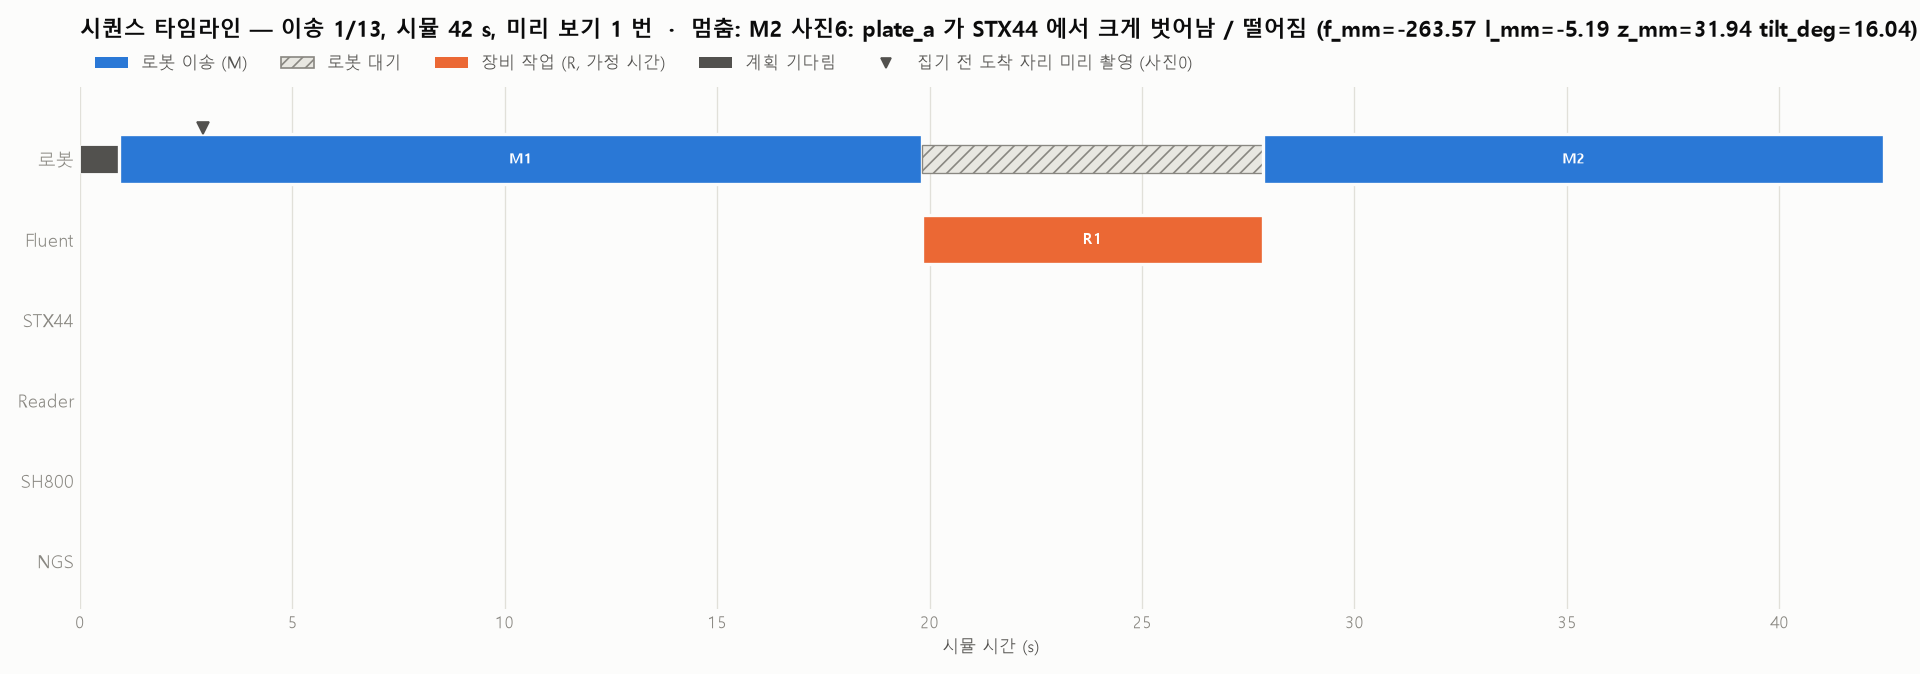 시퀀스 타임라인 — 이송 1/13, 시뮬 42 s, 미리 보기 1 번 · 멈춤: M2 사진6: plate_a 가 STX44 에서 크게 벗어남 / 떨어짐 (f_mm=-263.57 l_mm=-5.19 z_mm=31.94 tilt_deg=16.04)
로봇 이송 (M) 로봇 대기 장비 작업 (R, 가정 시간) 계획 기다림 집기 전 도착 자리 미리 촬영 (사진0)
로봇 M1 M2
Fluent R1
STX44
Reader
SH800
NGS
0 5 10 15 20 25 30 35 40
시뮬 시간 (s)